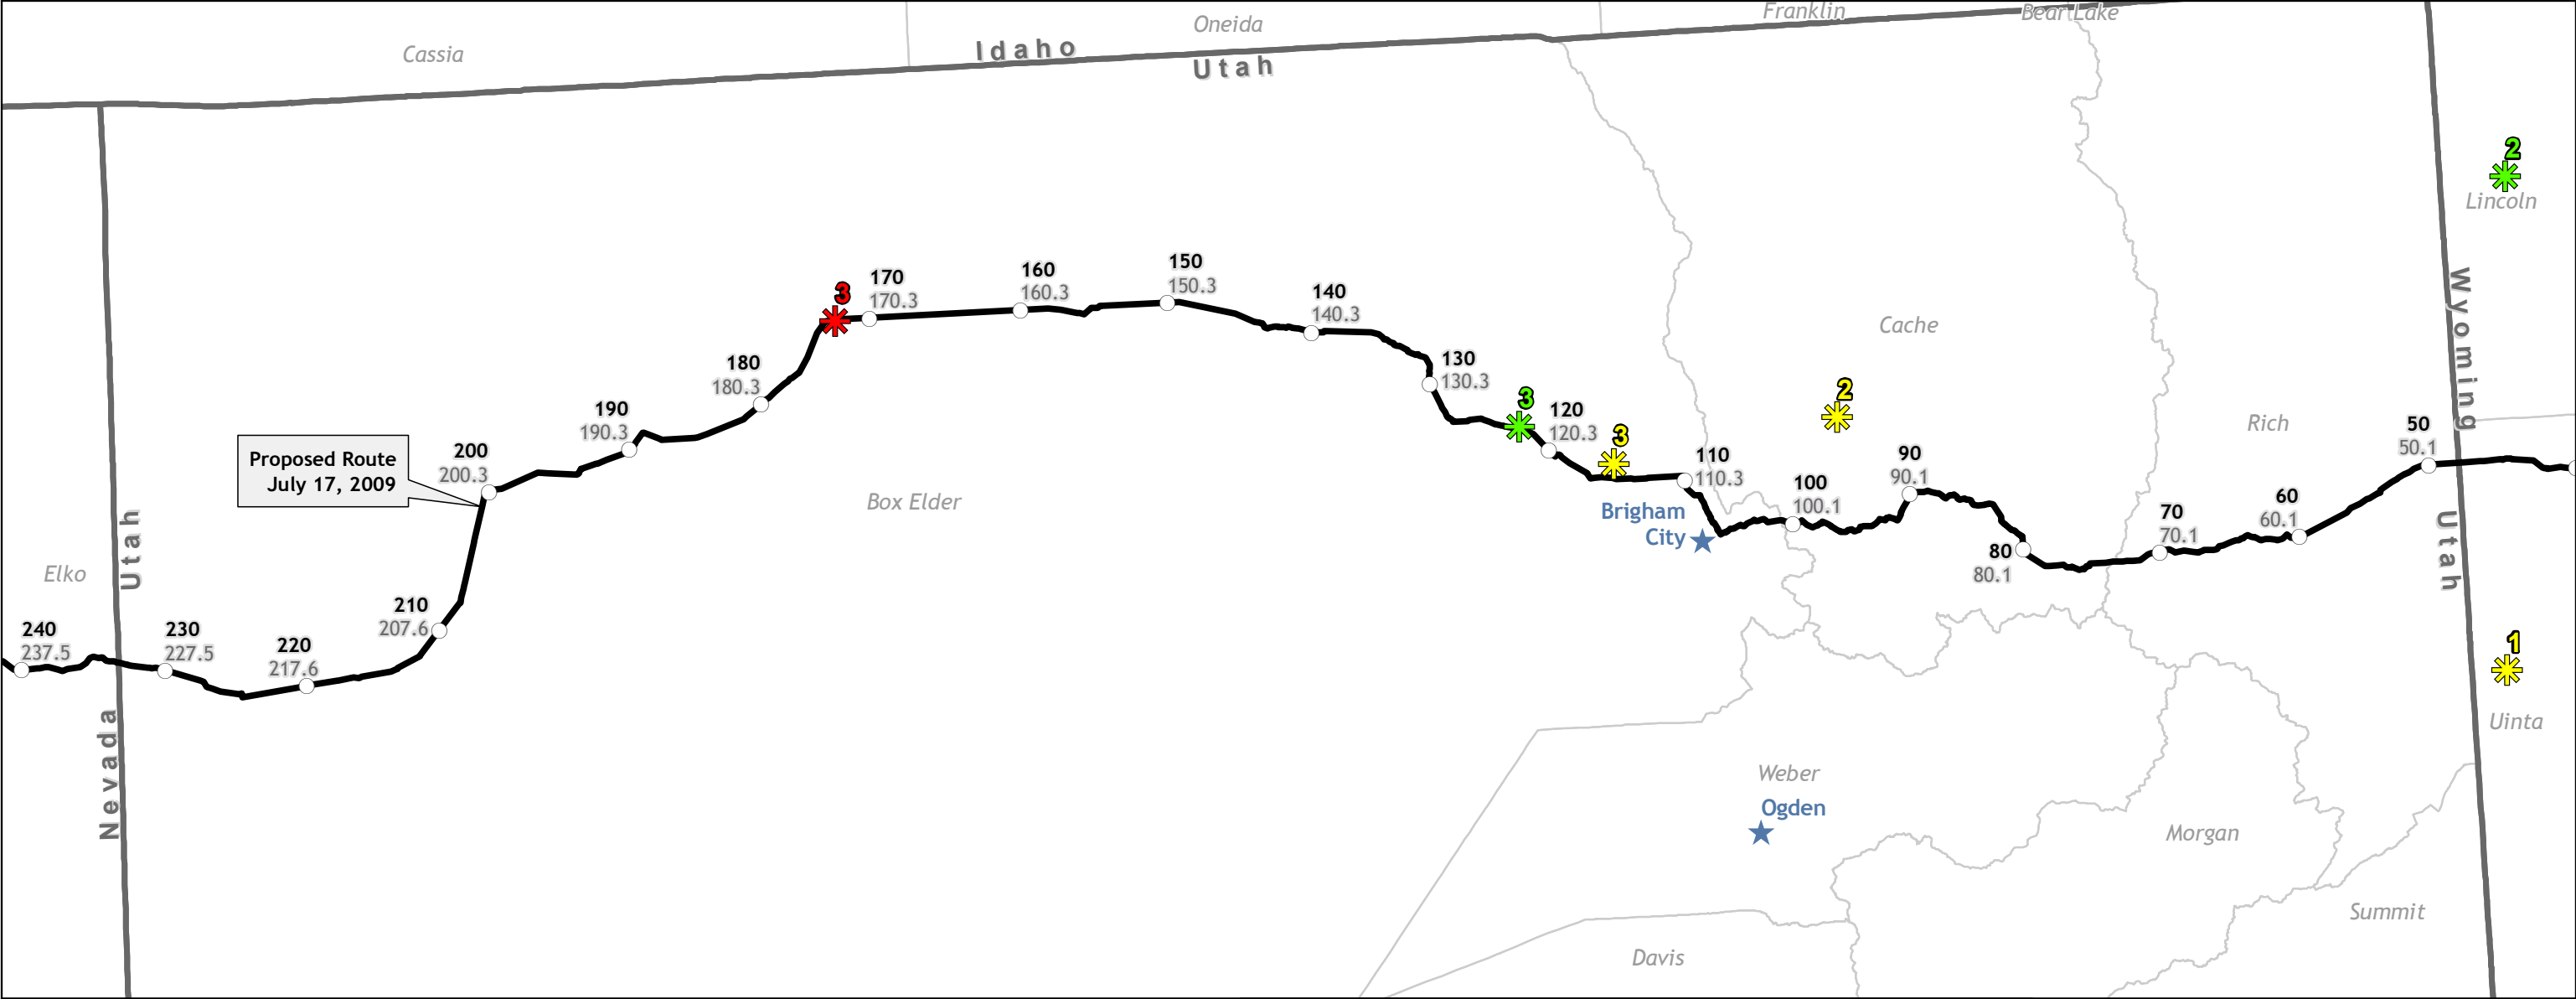 Franklin
Bear Lake
Oneida
Cassia
Idaho
Utah
2
Lincoln
150
150.3
160
160.3
170
170.3
3
140
140.3
Wyoming
Cache
180
180.3
130
130.3
2
3
190
190.3
120
120.3
3
Rich
50
50.1
200
200.3
110
110.3
90
90.1
Proposed Route
July 17, 2009
Box Elder
100
100.1
60
60.1
70
70.1
Brigham
City
80
80.1
Utah
Utah
Elko
210
207.6
240
237.5
230
227.5
220
217.6
1
Uinta
Nevada
Weber
Ogden
Morgan
Summit
Davis